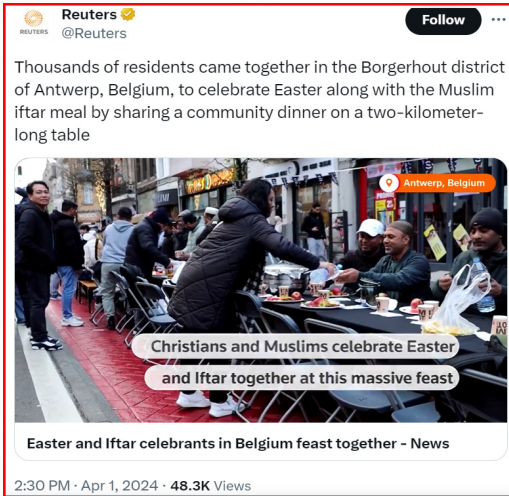 Reuters
REUTERS
@Reuters
Follow
Thousands of residents came together in the Borgerhout district
of Antwerp, Belgium, to celebrate Easter along with the Muslim
iftar meal by sharing a community dinner on a two-kilometer-
long table
Antwerp, Belgium
Christians and Muslims celebrate Easter
and Iftar together at this massive feast
Easter and Iftar celebrants in Belgium feast together - News
2:30 PM · Apr 1, 2024 · 48.3K Views